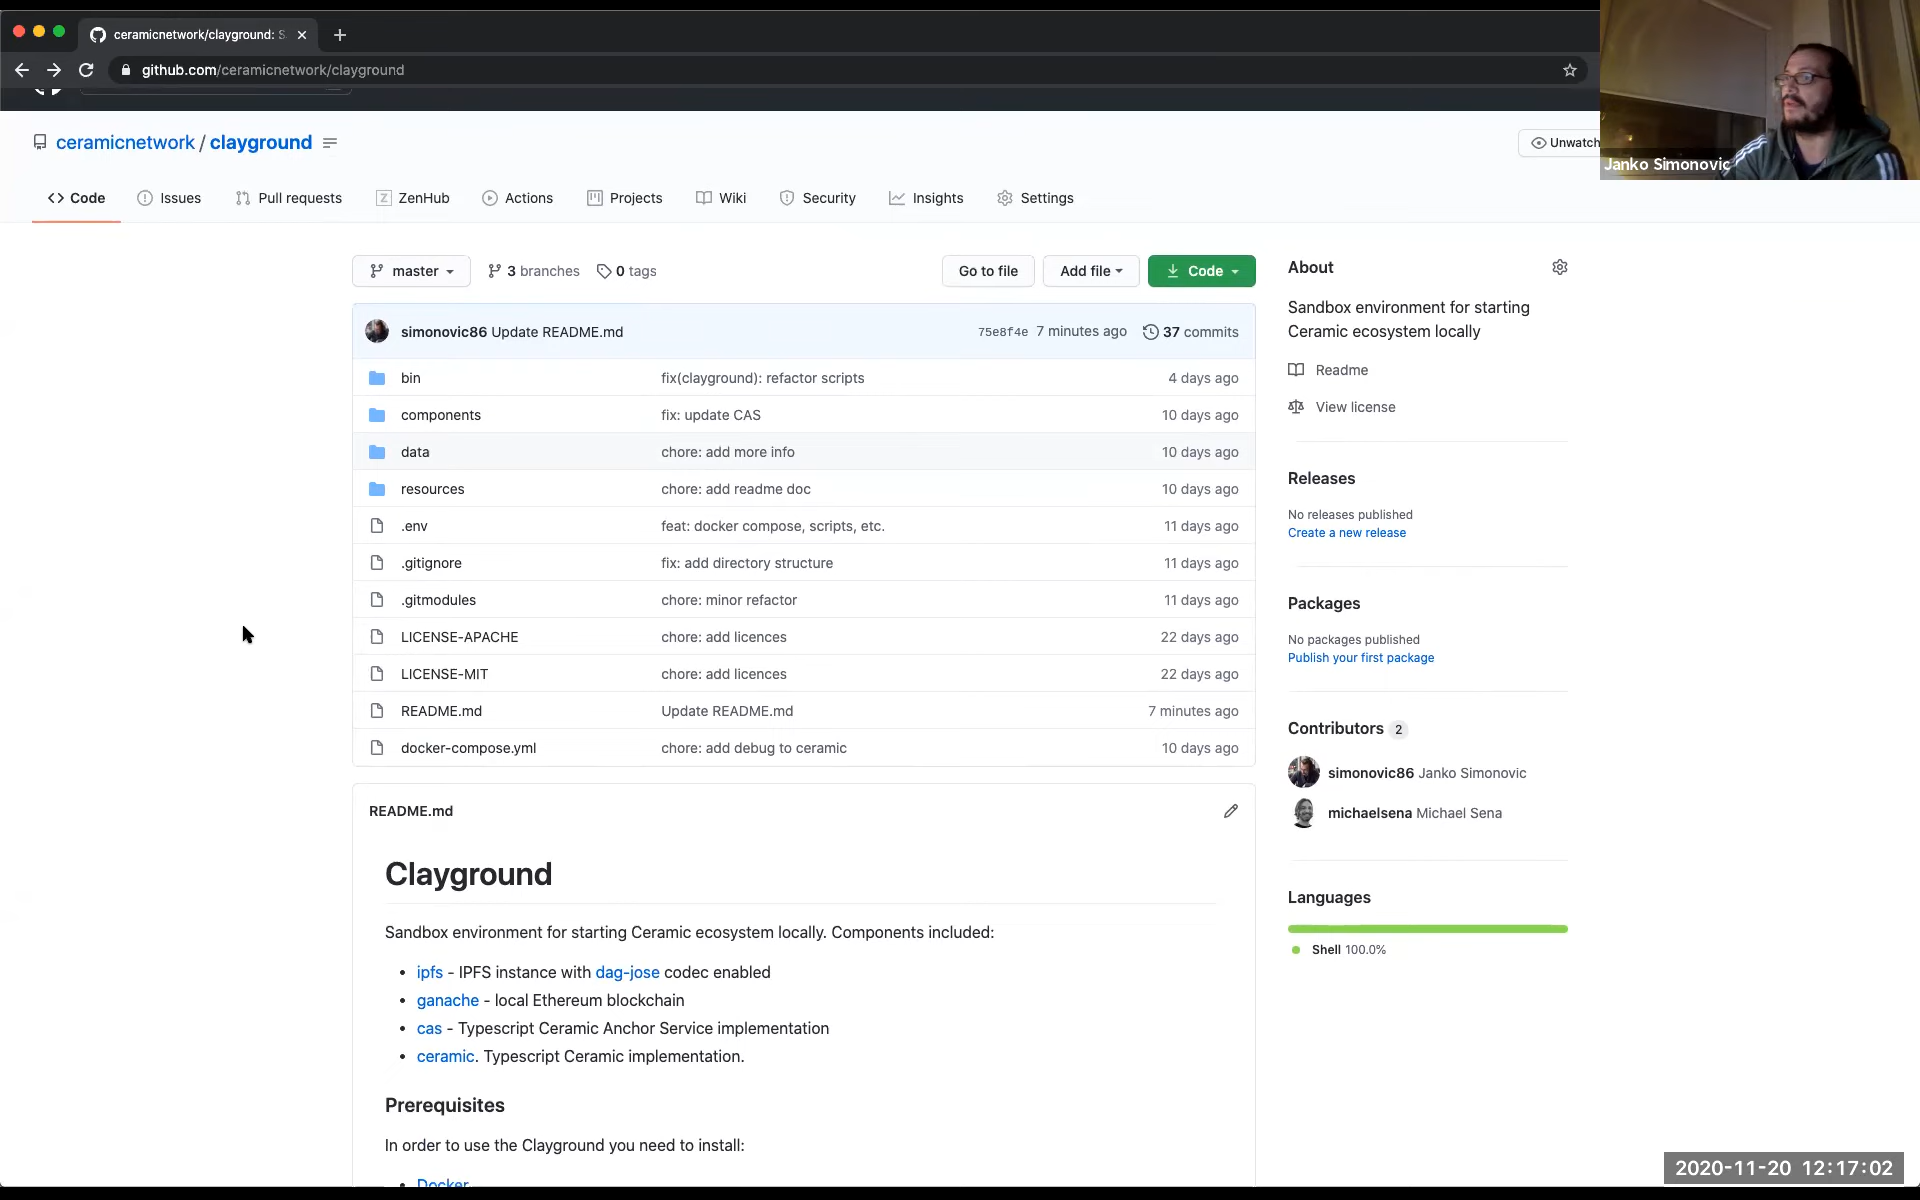 ceramicnetwork/clayground: S
github.com/ceramicnetwork/clayground
Janko Simonovic
ceramicnetwork / clayground
Unwatch
Code
Issues
Pull requests
ZenHub
Actions
Projects
Wiki
Security
Insights
Settings
master
3 branches
0 tags
Go to file
Add file
Code
simonovic86 Update README.md
75e8f4e 7 minutes ago
37 commits
bin fix(clayground): refactor scripts 4 days ago
components fix: update CAS 10 days ago
data chore: add more info 10 days ago
resources chore: add readme doc 10 days ago
.env feat: docker compose, scripts, etc. 11 days ago
.gitignore fix: add directory structure 11 days ago
.gitmodules chore: minor refactor 11 days ago
LICENSE-APACHE chore: add licences 22 days ago
LICENSE-MIT chore: add licences 22 days ago
README.md Update README.md 7 minutes ago
docker-compose.yml chore: add debug to ceramic 10 days ago
README.md
Clayground
Sandbox environment for starting Ceramic ecosystem locally. Components included:
• ipfs - IPFS instance with dag-jose codec enabled
• ganache - local Ethereum blockchain
• cas - Typescript Ceramic Anchor Service implementation
• ceramic. Typescript Ceramic implementation.
Prerequisites
In order to use the Clayground you need to install:
• Docker
About
Sandbox environment for starting
Ceramic ecosystem locally
Readme
View license
Releases
No releases published
Create a new release
Packages
No packages published
Publish your first package
Contributors 2
simonovic86 Janko Simonovic
michaelsena Michael Sena
Languages
Shell 100.0%
2020-11-20 12:17:02